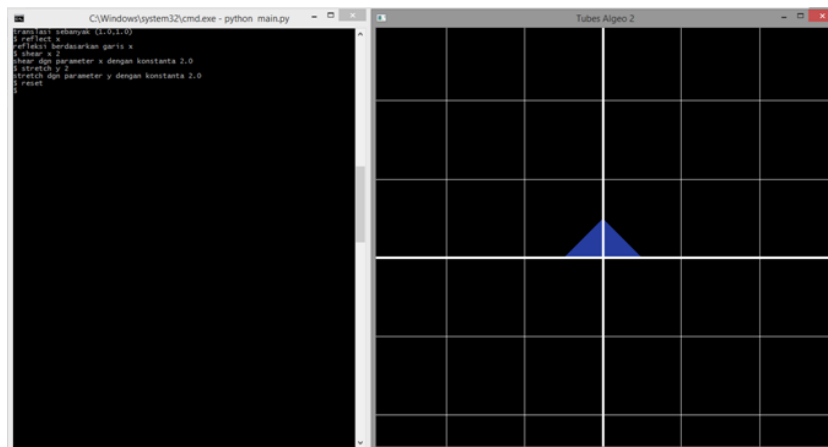 C:\Windows\system32\cmd.exe - python main.py
translasi sebanyak (1.0,1.0)
$ reflect x
refleksi berdasarkan garis x
$ shear x 2
shear dgn parameter x dengan konstanta 2.0
$ stretch y 2
stretch dgn parameter y dengan konstanta 2.0
$ reset
$
Tubes Algeo 2